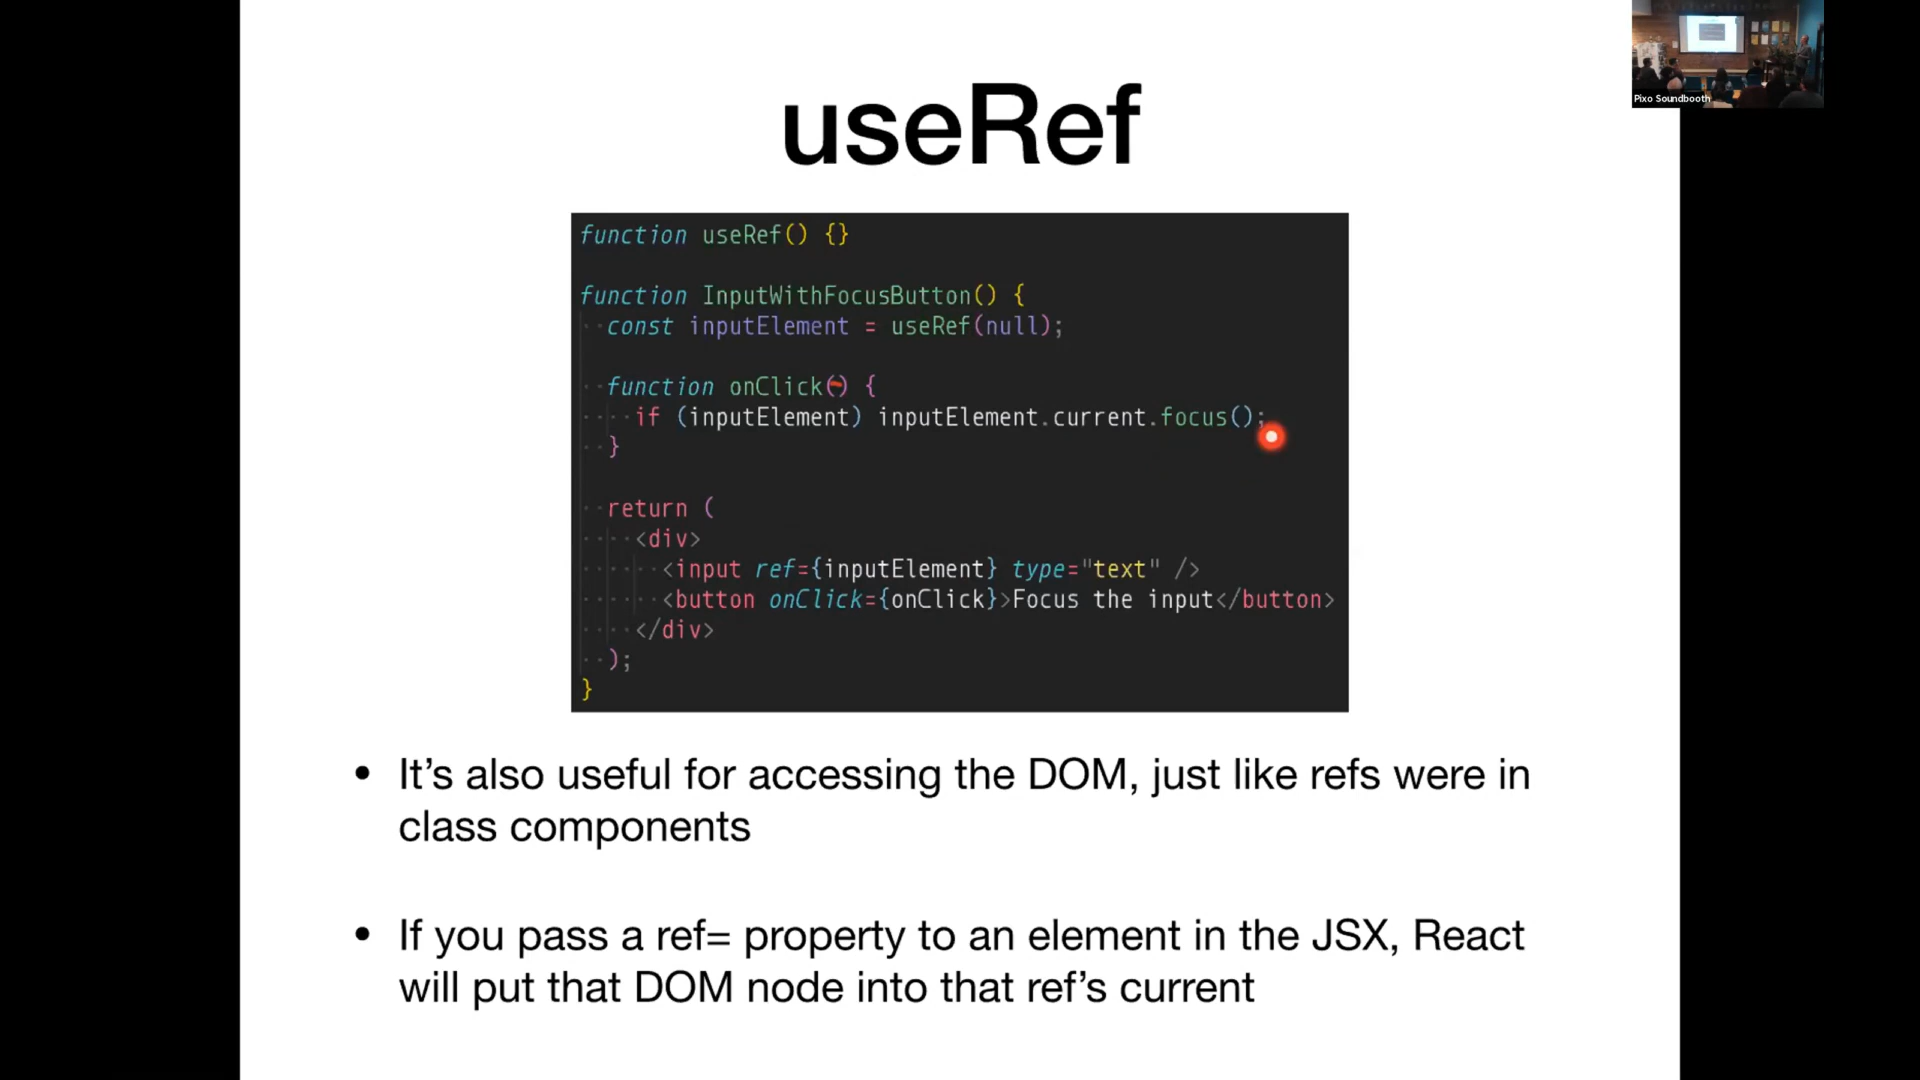 Pixo Soundbooth
useRef
function useRef() {}
function InputWithFocusButton() {
const inputElement = useRef(null);
function onClick() {
if (inputElement) inputElement.current.focus();
}
return (
<div>
<input ref={inputElement} type="text" />
<button onClick={onClick}>Focus the input</button>
</div>
);
}
• It’s also useful for accessing the DOM, just like refs were in
class components
• If you pass a ref= property to an element in the JSX, React
will put that DOM node into that ref’s current